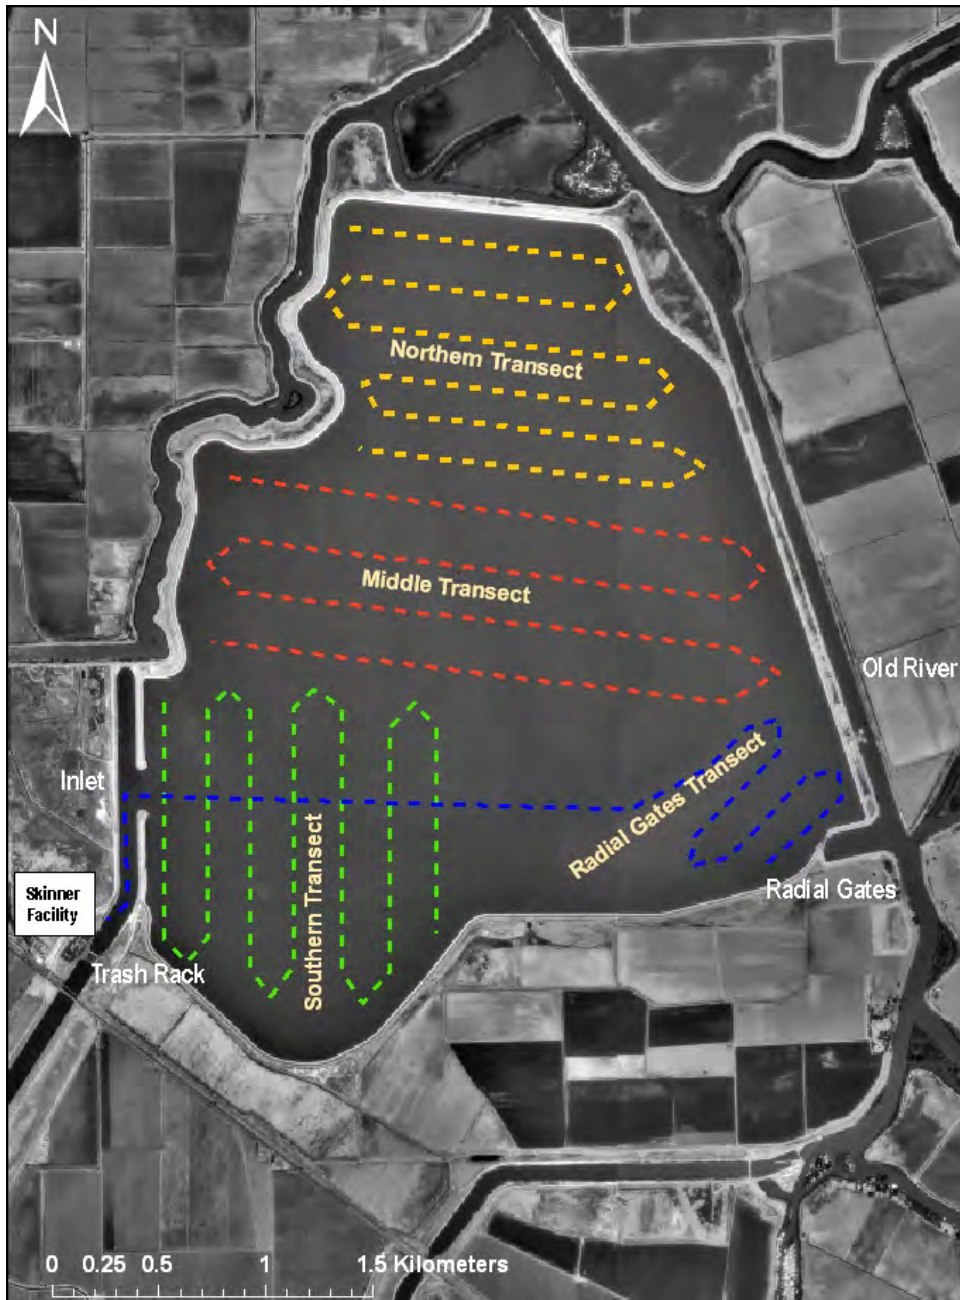 N
Northern Transect
Middle Transect
Old River
Inlet
Radial Gates Transect
Southern Transect
Radial Gates
Skinner
Facility
Trash Rack
0 0.25 0.5 1 1.5 Kilometers